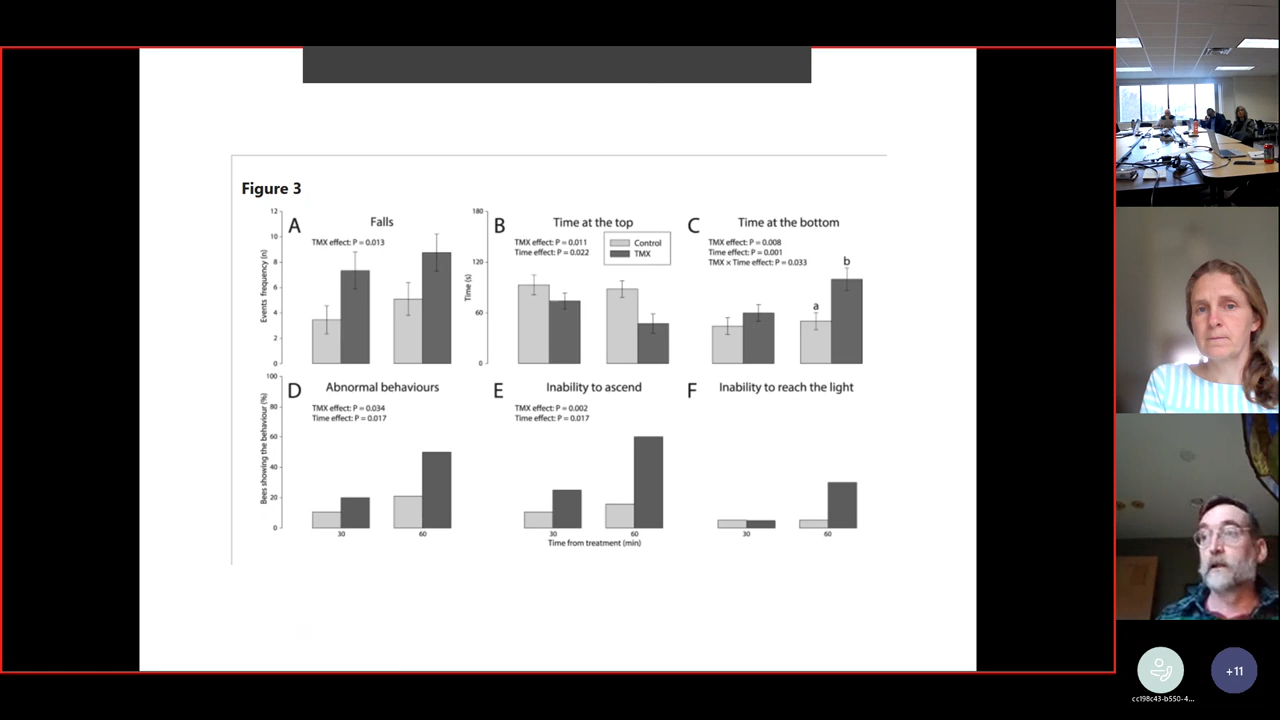 Figure 3
A
Falls
TMX effect: P = 0.013
Events frequency (n)
12
10
8
6
4
2
0
B
Time at the top
TMX effect: P = 0.011
Time effect: P = 0.022
Control
TMX
Time (s)
180
120
60
0
C
Time at the bottom
TMX effect: P = 0.008
Time effect: P = 0.001
TMX × Time effect: P = 0.033
a
b
D
Abnormal behaviours
TMX effect: P = 0.034
Time effect: P = 0.017
Bees showing the behaviour (%)
100
80
60
40
20
0
30
60
E
Inability to ascend
TMX effect: P = 0.002
Time effect: P = 0.017
30
60
Time from treatment (min)
F
Inability to reach the light
30
60
cc198c43-b550-4...
+11